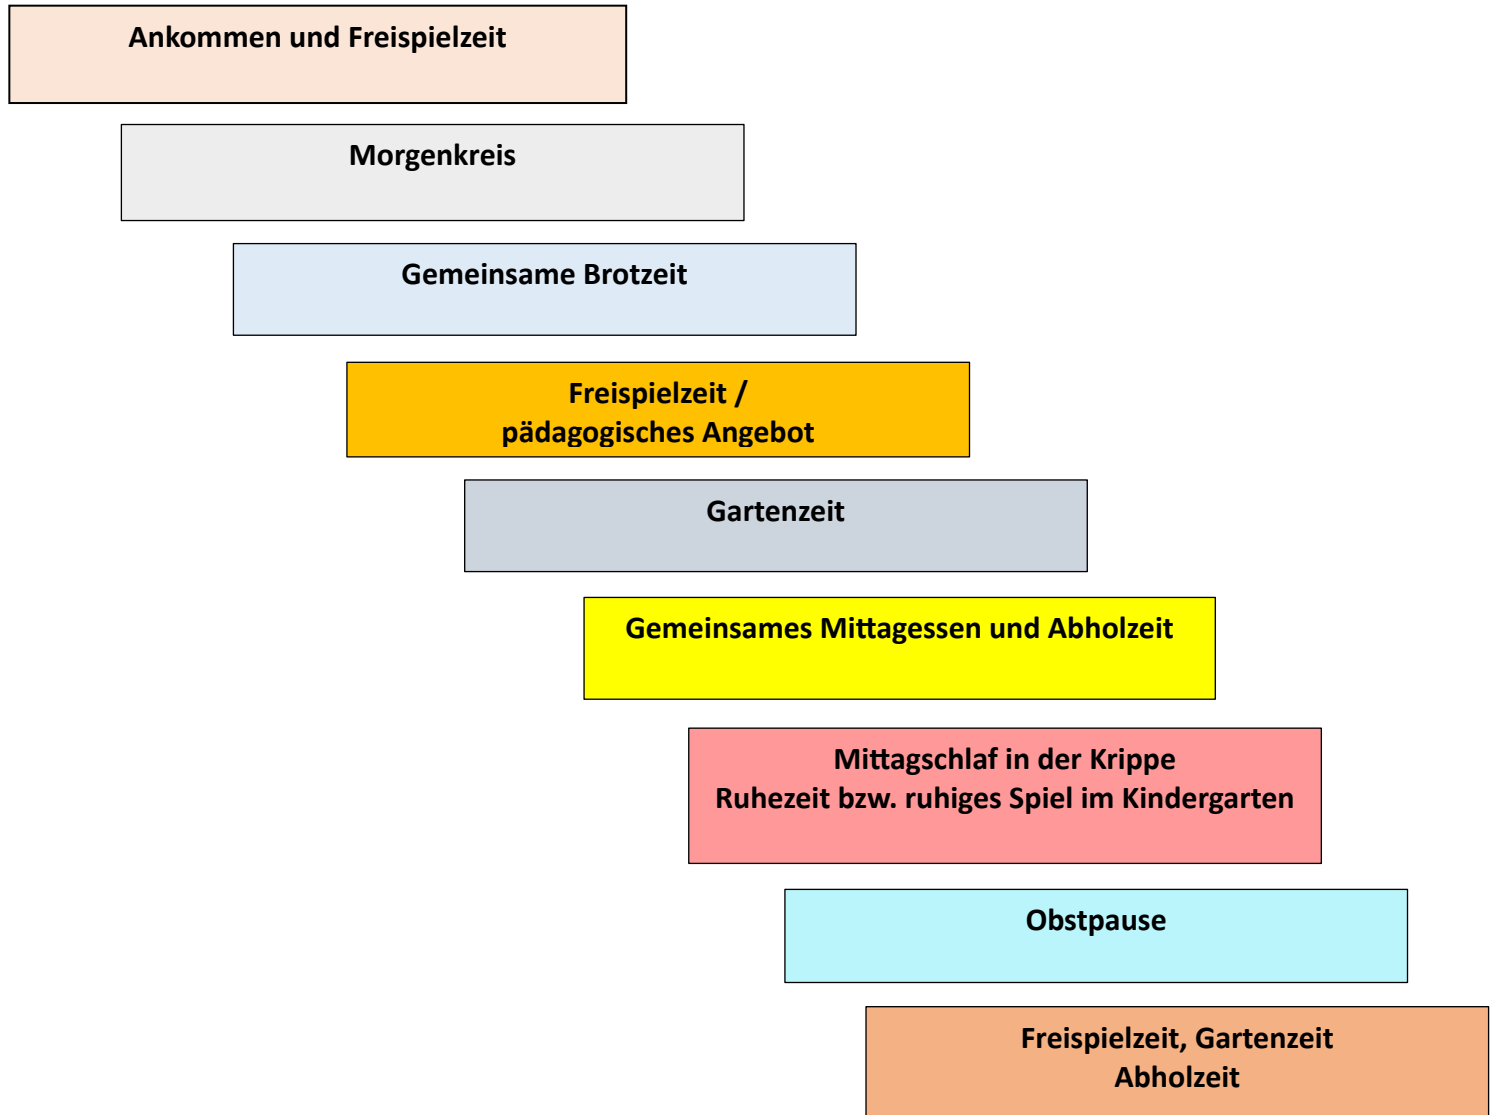 Ankommen und Freispielzeit
Morgenkreis
Gemeinsame Brotzeit
Freispielzeit /
pädagogisches Angebot
Gartenzeit
Gemeinsames Mittagessen und Abholzeit
Mittagschlaf in der Krippe
Ruhezeit bzw. ruhiges Spiel im Kindergarten
Obstpause
Freispielzeit, Gartenzeit
Abholzeit